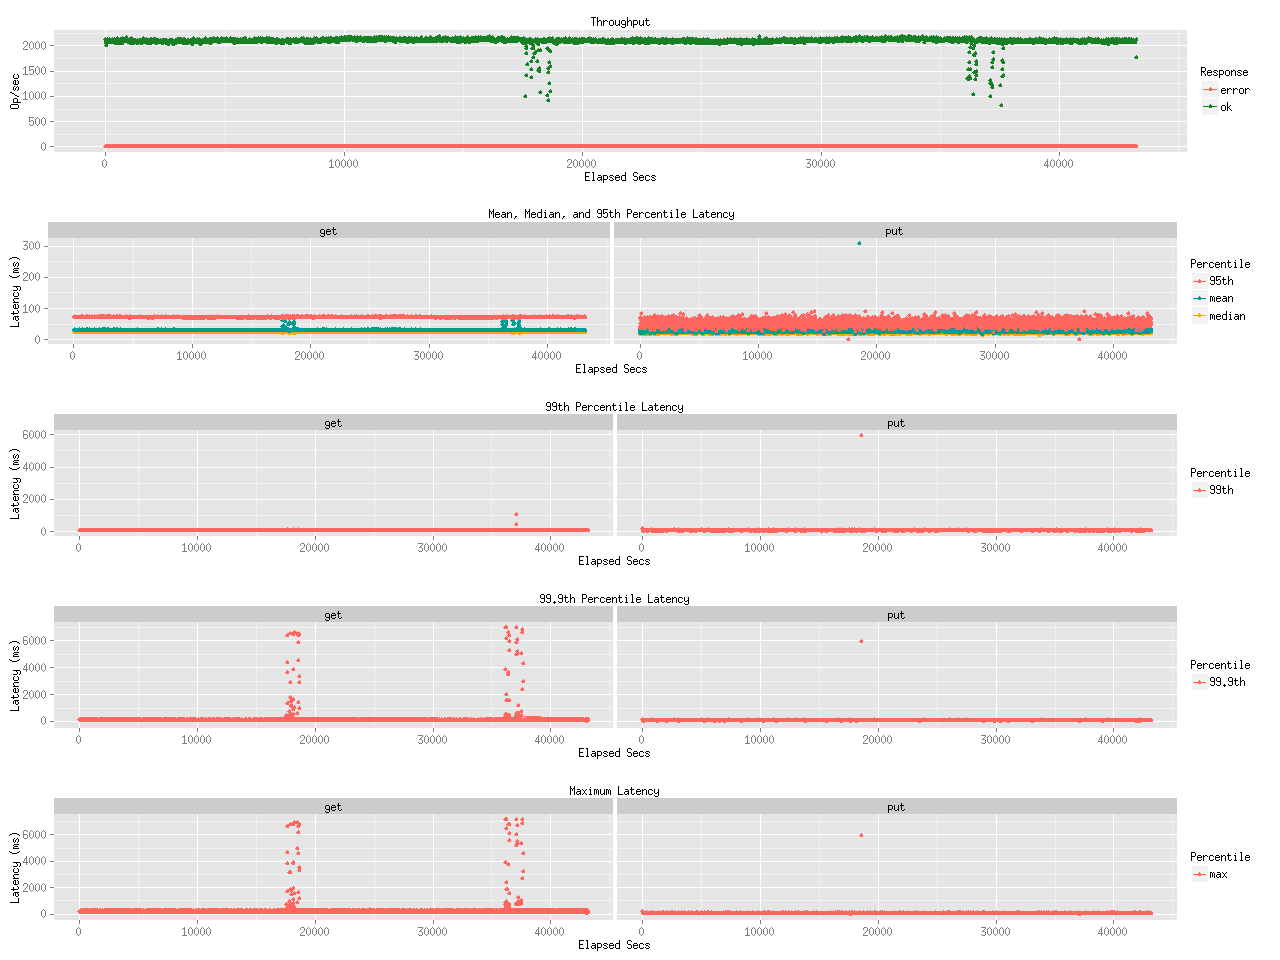 Throughput
2000
1500
1000
500
0
Op/sec
0 10000 20000 30000 40000
Elapsed Secs
Response
error
ok
Mean, Median, and 95th Percentile Latency
get put
300
200
100
0
Latency (ms)
0 10000 20000 30000 40000 0 10000 20000 30000 40000
Elapsed Secs
Percentile
95th
mean
median
99th Percentile Latency
get put
6000
4000
2000
0
Latency (ms)
0 10000 20000 30000 40000 0 10000 20000 30000 40000
Elapsed Secs
Percentile
99th
99.9th Percentile Latency
get put
6000
4000
2000
0
Latency (ms)
0 10000 20000 30000 40000 0 10000 20000 30000 40000
Elapsed Secs
Percentile
99.9th
Maximum Latency
get put
6000
4000
2000
0
Latency (ms)
0 10000 20000 30000 40000 0 10000 20000 30000 40000
Elapsed Secs
Percentile
max